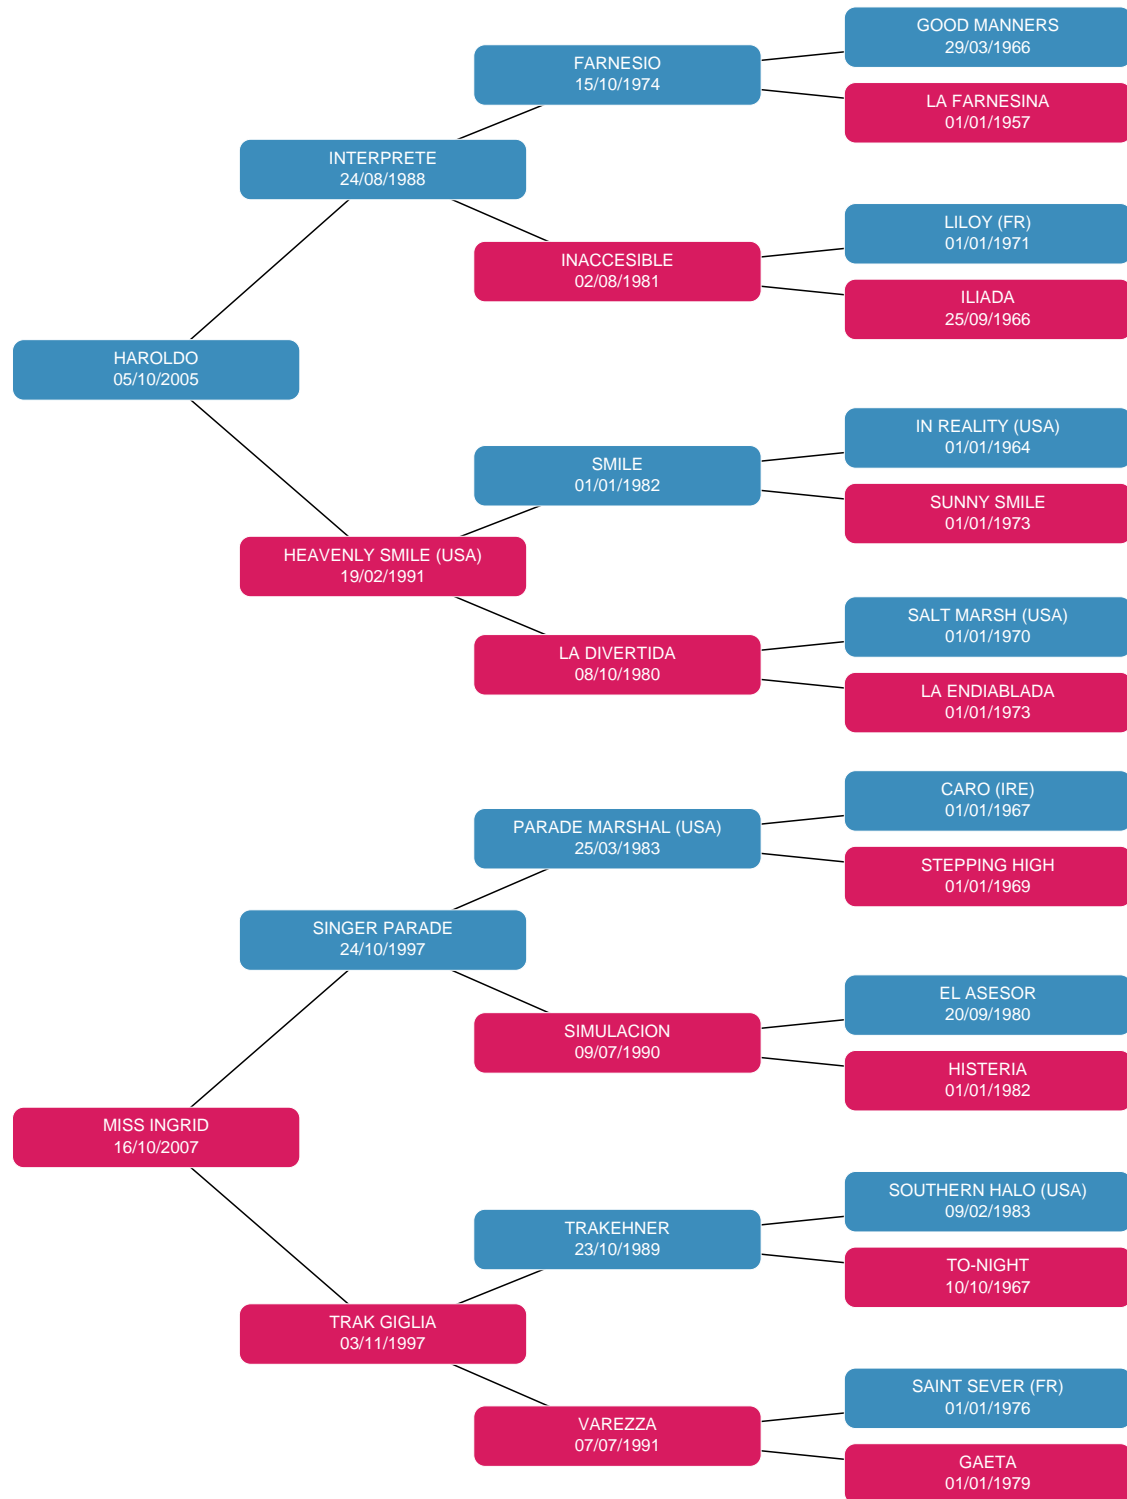 GOOD MANNERS
29/03/1966
FARNESIO
15/10/1974
LA FARNESINA
01/01/1957
INTERPRETE
24/08/1988
LILOY (FR)
01/01/1971
INACCESIBLE
02/08/1981
ILIADA
25/09/1966
HAROLDO
05/10/2005
IN REALITY (USA)
01/01/1964
SMILE
01/01/1982
SUNNY SMILE
01/01/1973
HEAVENLY SMILE (USA)
19/02/1991
SALT MARSH (USA)
01/01/1970
LA DIVERTIDA
08/10/1980
LA ENDIABLADA
01/01/1973
CARO (IRE)
01/01/1967
PARADE MARSHAL (USA)
25/03/1983
STEPPING HIGH
01/01/1969
SINGER PARADE
24/10/1997
EL ASESOR
20/09/1980
SIMULACION
09/07/1990
HISTERIA
01/01/1982
MISS INGRID
16/10/2007
SOUTHERN HALO (USA)
09/02/1983
TRAKEHNER
23/10/1989
TO-NIGHT
10/10/1967
TRAK GIGLIA
03/11/1997
SAINT SEVER (FR)
01/01/1976
VAREZZA
07/07/1991
GAETA
01/01/1979